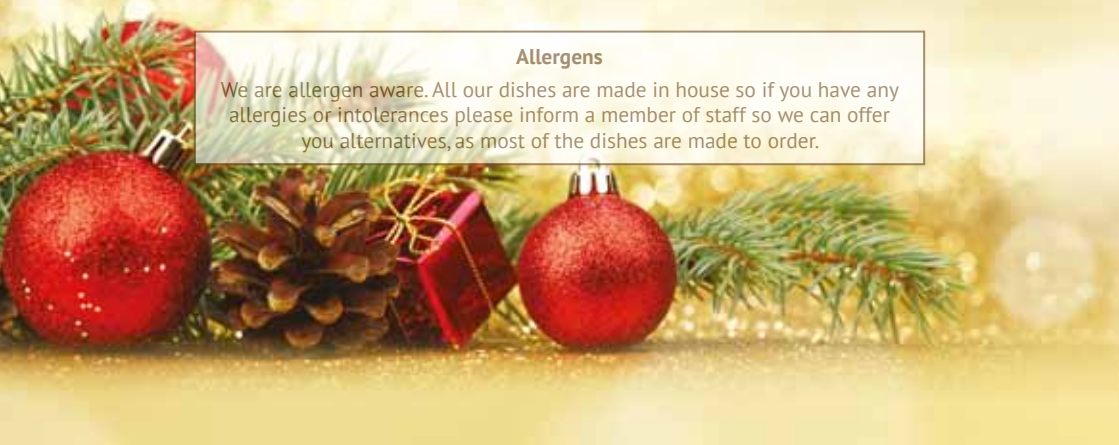 Allergens
We are allergen aware. All our dishes are made in house so if you have any
allergies or intolerances please inform a member of staff so we can offer
you alternatives, as most of the dishes are made to order.